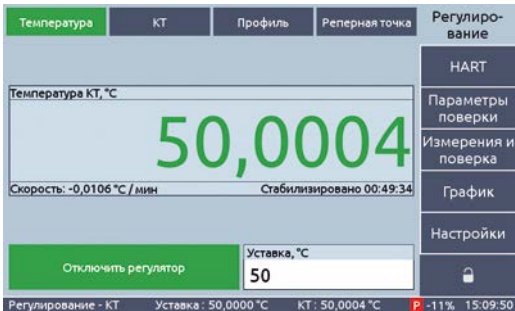 Температура КТ Профиль Реперная точка Регулиро-
вание
HART
Температура КТ, °C
Параметры
поверки
50,0004
Измерения и
поверка
Скорость: -0,0106 °C / мин Стабилизировано 00:49:34
График
Настройки
Отключить регулятор
Уставка, °C
50
Регулирование - КТ Уставка : 50,0000 °C КТ : 50,0004 °C P -11% 15:09:50